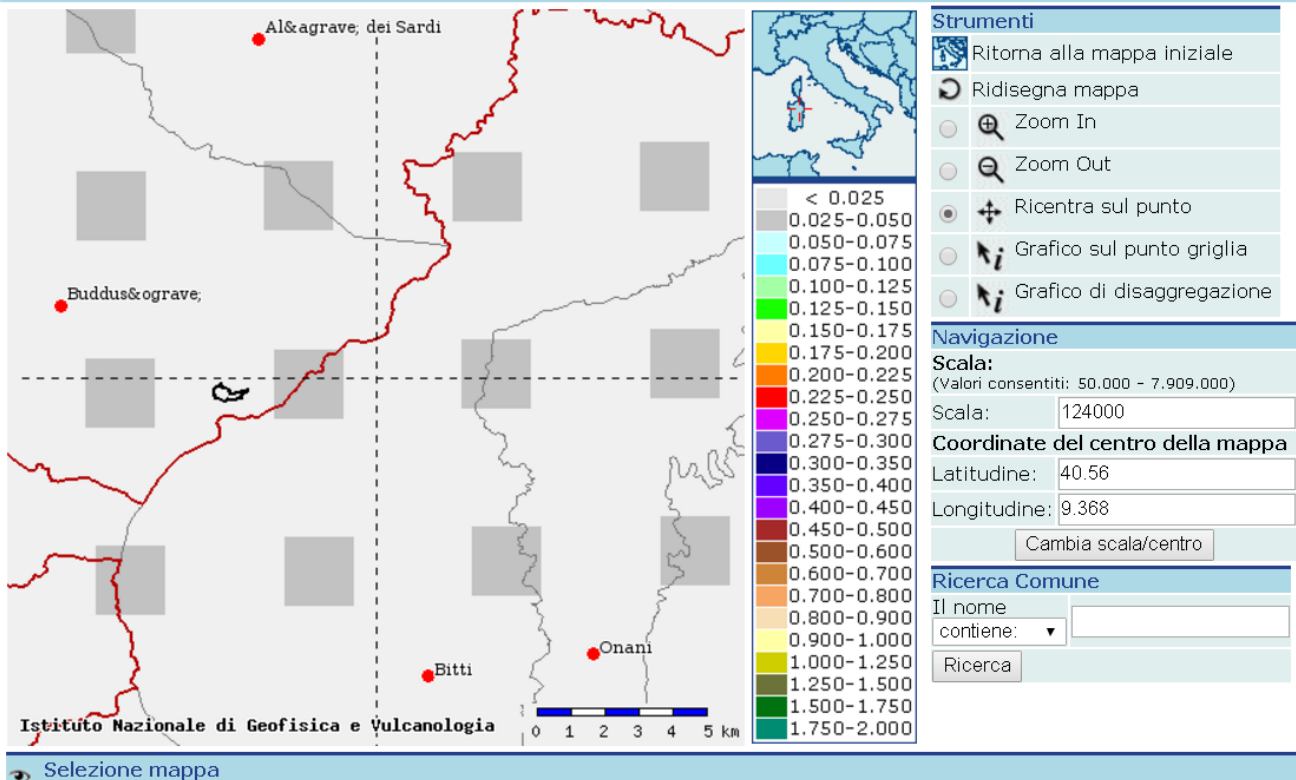 Al&agrave; dei Sardi
Buddus&ograve;
Onani
Bitti
Istituto Nazionale di Geofisica e Vulcanologia
0 1 2 3 4 5 km
< 0.025
0.025-0.050
0.050-0.075
0.075-0.100
0.100-0.125
0.125-0.150
0.150-0.175
0.175-0.200
0.200-0.225
0.225-0.250
0.250-0.275
0.275-0.300
0.300-0.350
0.350-0.400
0.400-0.450
0.450-0.500
0.500-0.600
0.600-0.700
0.700-0.800
0.800-0.900
0.900-1.000
1.000-1.250
1.250-1.500
1.500-1.750
1.750-2.000
Strumenti
Ritorna alla mappa iniziale
Ridisegna mappa
Zoom In
Zoom Out
Ricentra sul punto
Grafico sul punto griglia
Grafico di disaggregazione
Navigazione
Scala:
(Valori consentiti: 50.000 - 7.909.000)
Scala: 124000
Coordinate del centro della mappa
Latitudine: 40.56
Longitudine: 9.368
Cambia scala/centro
Ricerca Comune
Il nome
contiene:
Ricerca
Selezione mappa